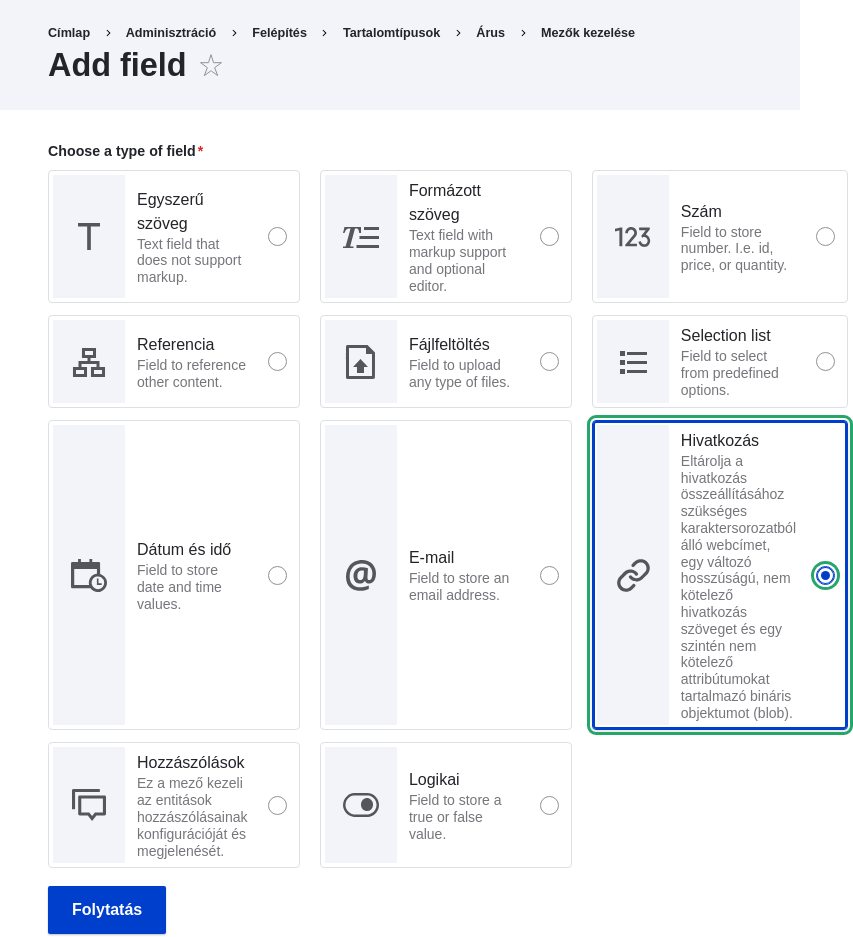 Címlap > Adminisztráció > Felépítés > Tartalomtípusok > Árus > Mezők kezelése
Add field ☆
Choose a type of field*
Egyszerű
szöveg
Text field that
does not support
markup.
Formázott
szöveg
Text field with
markup support
and optional
editor.
123
Szám
Field to store
number. I.e. id,
price, or quantity.
Referencia
Field to reference
other content.
Fájlfeltöltés
Field to upload
any type of files.
Selection list
Field to select
from predefined
options.
Dátum és idő
Field to store
date and time
values.
@
E-mail
Field to store an
email address.
Hivatkozás
Eltárolja a
hivatkozás
összeállításához
szükséges
karaktersorozatból
álló webcímet,
egy változó
hosszúságú, nem
kötelező
hivatkozás
szöveget és egy
szintén nem
kötelező
attribútumokat
tartalmazó bináris
objektumot (blob).
Hozzászólások
Ez a mező kezeli
az entitások
hozzászólásainak
konfigurációját és
megjelenését.
Logikai
Field to store a
true or false
value.
Folytatás